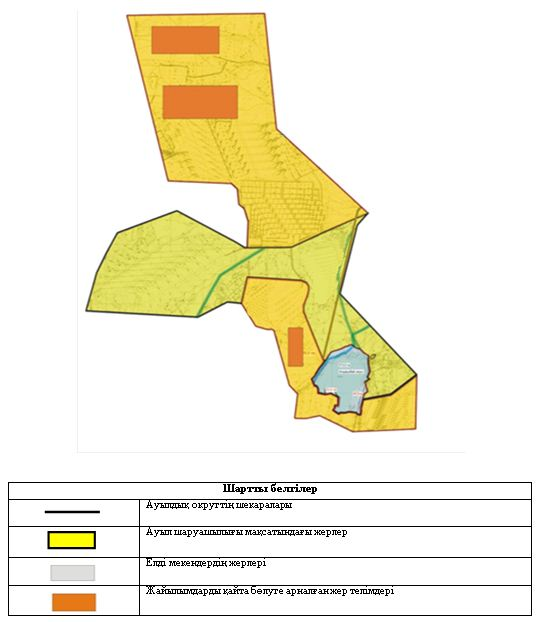 Шартты белгілер
Ауылдық округтің шекаралары
Ауыл шаруашылығы мақсатындағы жерлер
Елді мекендердің жерлері
Жайылымдарды қайта бөлуге арналған жер телімдері